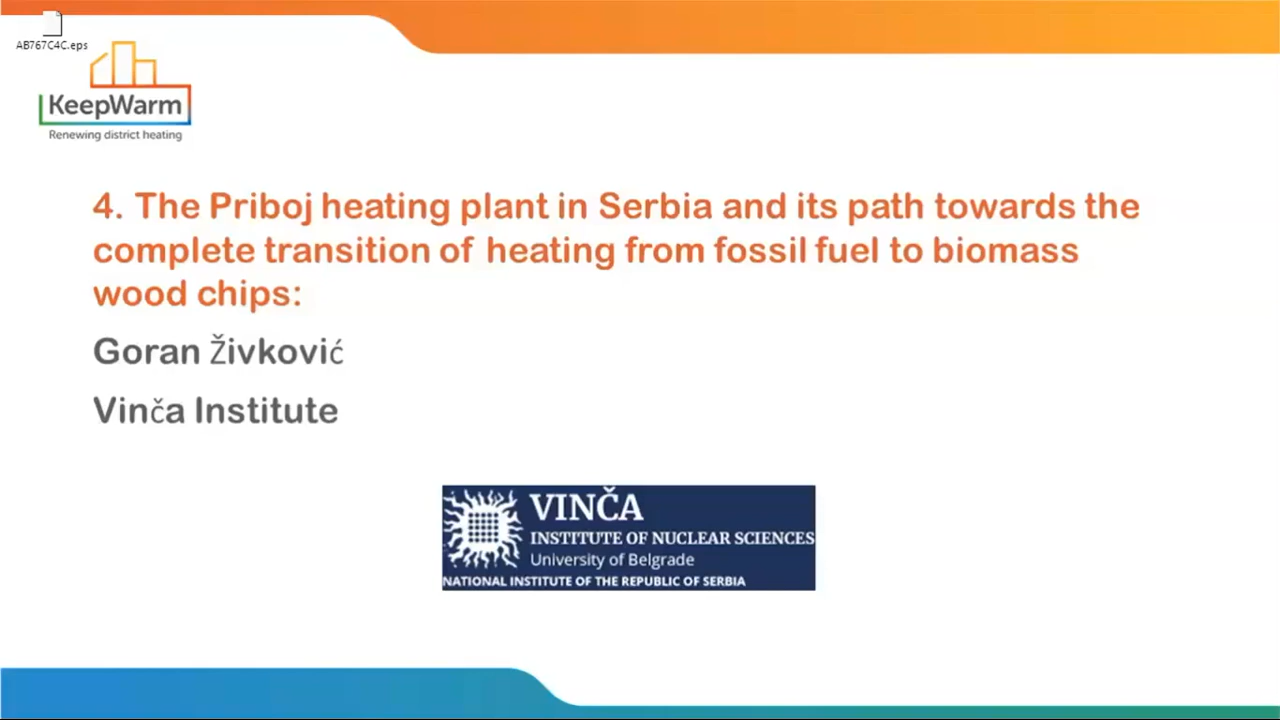 AB767C4C.eps
KeepWarm
Renewing district heating
4. The Priboj heating plant in Serbia and its path towards the
complete transition of heating from fossil fuel to biomass
wood chips:
Goran Živković
Vinča Institute
VINČA
INSTITUTE OF NUCLEAR SCIENCES
University of Belgrade
NATIONAL INSTITUTE OF THE REPUBLIC OF SERBIA